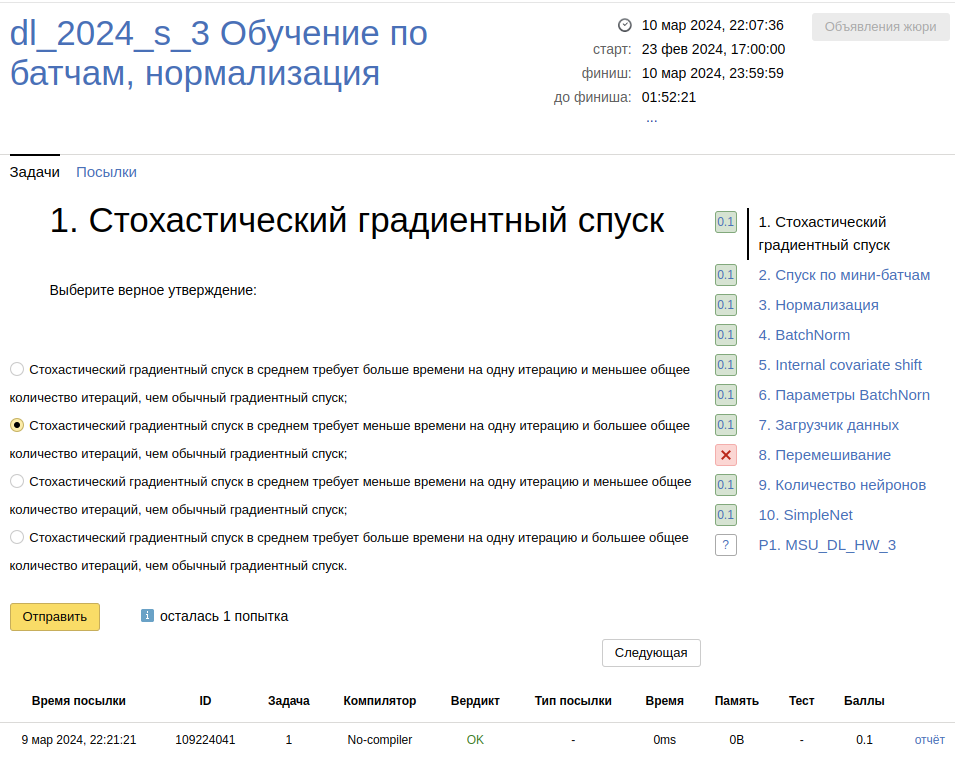 dl_2024_s_3 Обучение по
батчам, нормализация
10 мар 2024, 22:07:36
старт: 23 фев 2024, 17:00:00
финиш: 10 мар 2024, 23:59:59
до финиша: 01:52:21
...
Объявления жюри
Задачи Посылки
1. Стохастический градиентный спуск
Выберите верное утверждение:
Стохастический градиентный спуск в среднем требует больше времени на одну итерацию и меньшее общее
количество итераций, чем обычный градиентный спуск;
Стохастический градиентный спуск в среднем требует меньше времени на одну итерацию и большее общее
количество итераций, чем обычный градиентный спуск;
Стохастический градиентный спуск в среднем требует меньше времени на одну итерацию и меньшее общее
количество итераций, чем обычный градиентный спуск;
Стохастический градиентный спуск в среднем требует больше времени на одну итерацию и большее общее
количество итераций, чем обычный градиентный спуск.
Отправить
осталась 1 попытка
Следующая
0.1 1. Стохастический
градиентный спуск
0.1 2. Спуск по мини-батчам
0.1 3. Нормализация
0.1 4. BatchNorm
0.1 5. Internal covariate shift
0.1 6. Параметры BatchNorn
0.1 7. Загрузчик данных
8. Перемешивание
0.1 9. Количество нейронов
0.1 10. SimpleNet
? P1. MSU_DL_HW_3
Время посылки ID Задача Компилятор Вердикт Тип посылки Время Память Тест Баллы
9 мар 2024, 22:21:21 109224041 1 No-compiler OK - 0ms 0B - 0.1 отчёт